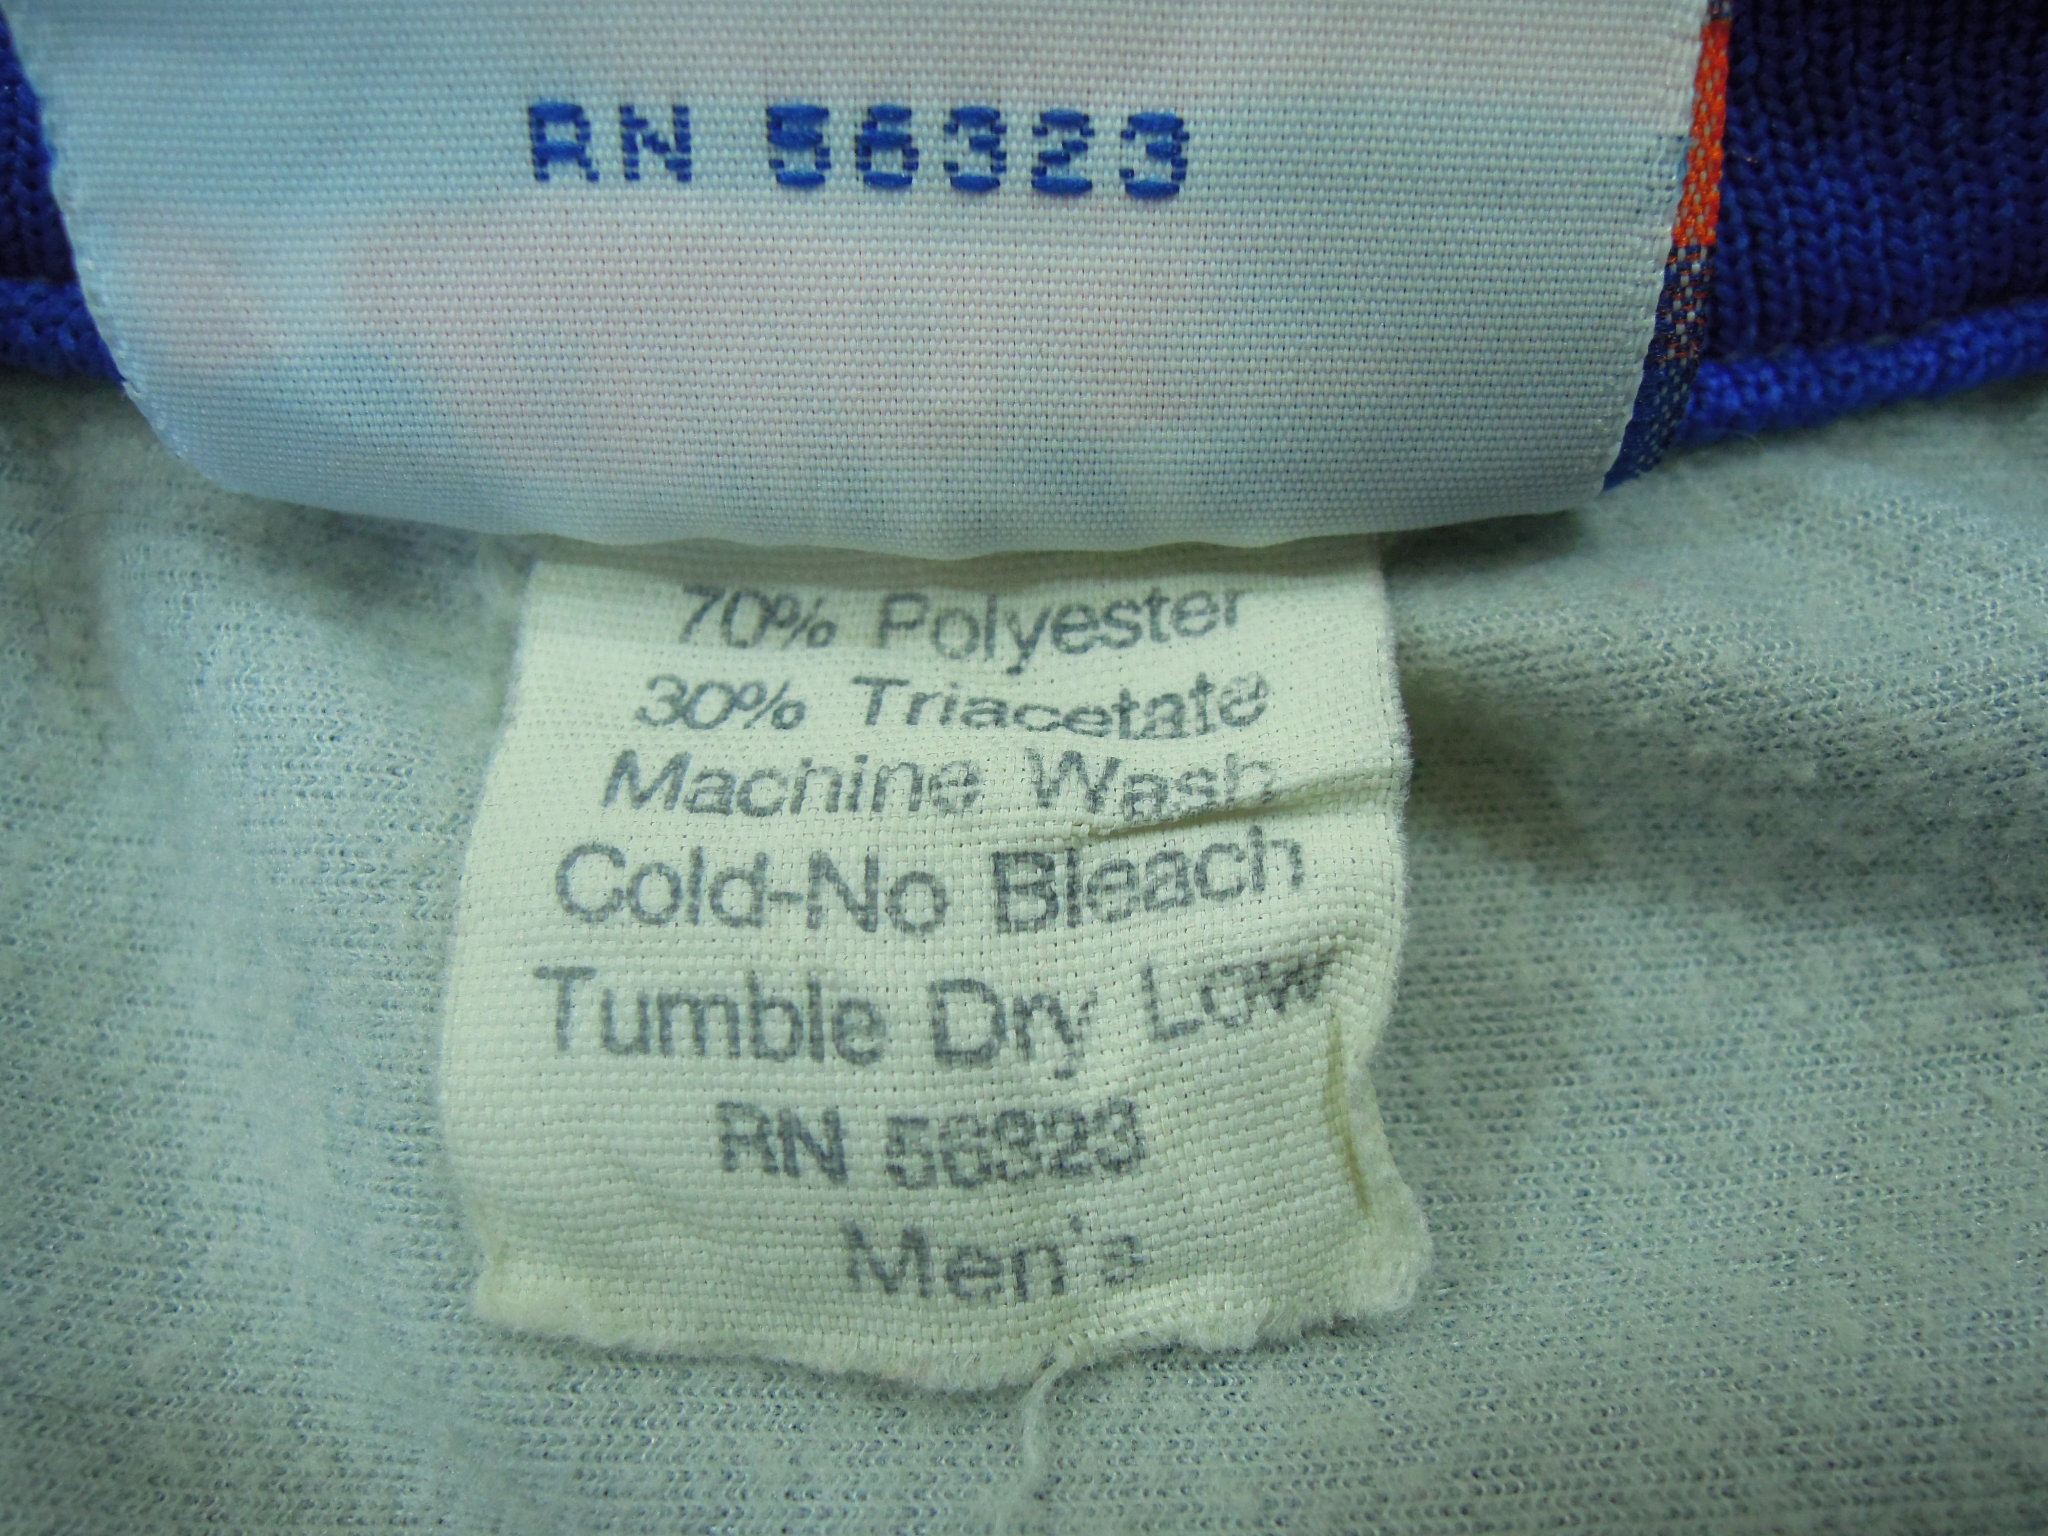 RN 56323
70% Polyester
30% Triacetate
Machine Wash
Cold-No Bleach
Tumble Dry Low
RN 56323
Men's